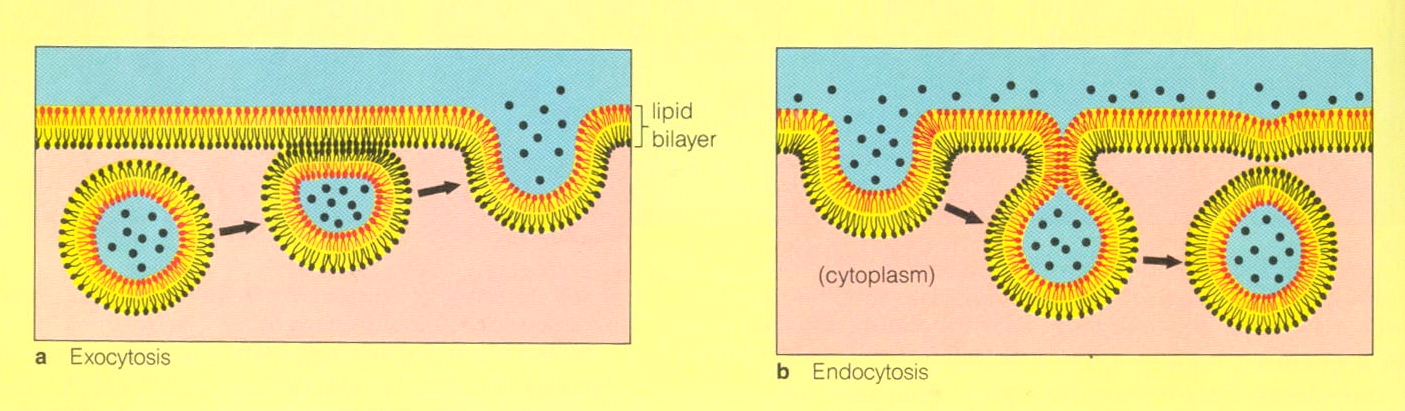 lipid
bilayer
a Exocytosis
(cytoplasm)
b Endocytosis